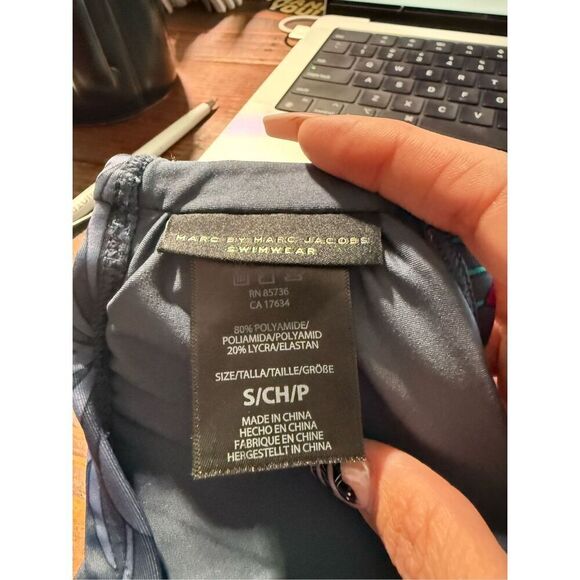 MARC BY MARC JACOBS
SWIMWEAR
RN 85736
CA 17634
80% POLYAMIDE/
POLIAMIDA/POLYAMID
20% LYCRA/ELASTAN
SIZE/TALLA/TAILLE/GRÖßE
S/CH/P
MADE IN CHINA
HECHO EN CHINA
FABRIQUE EN CHINE
HERGESTELLT IN CHINA